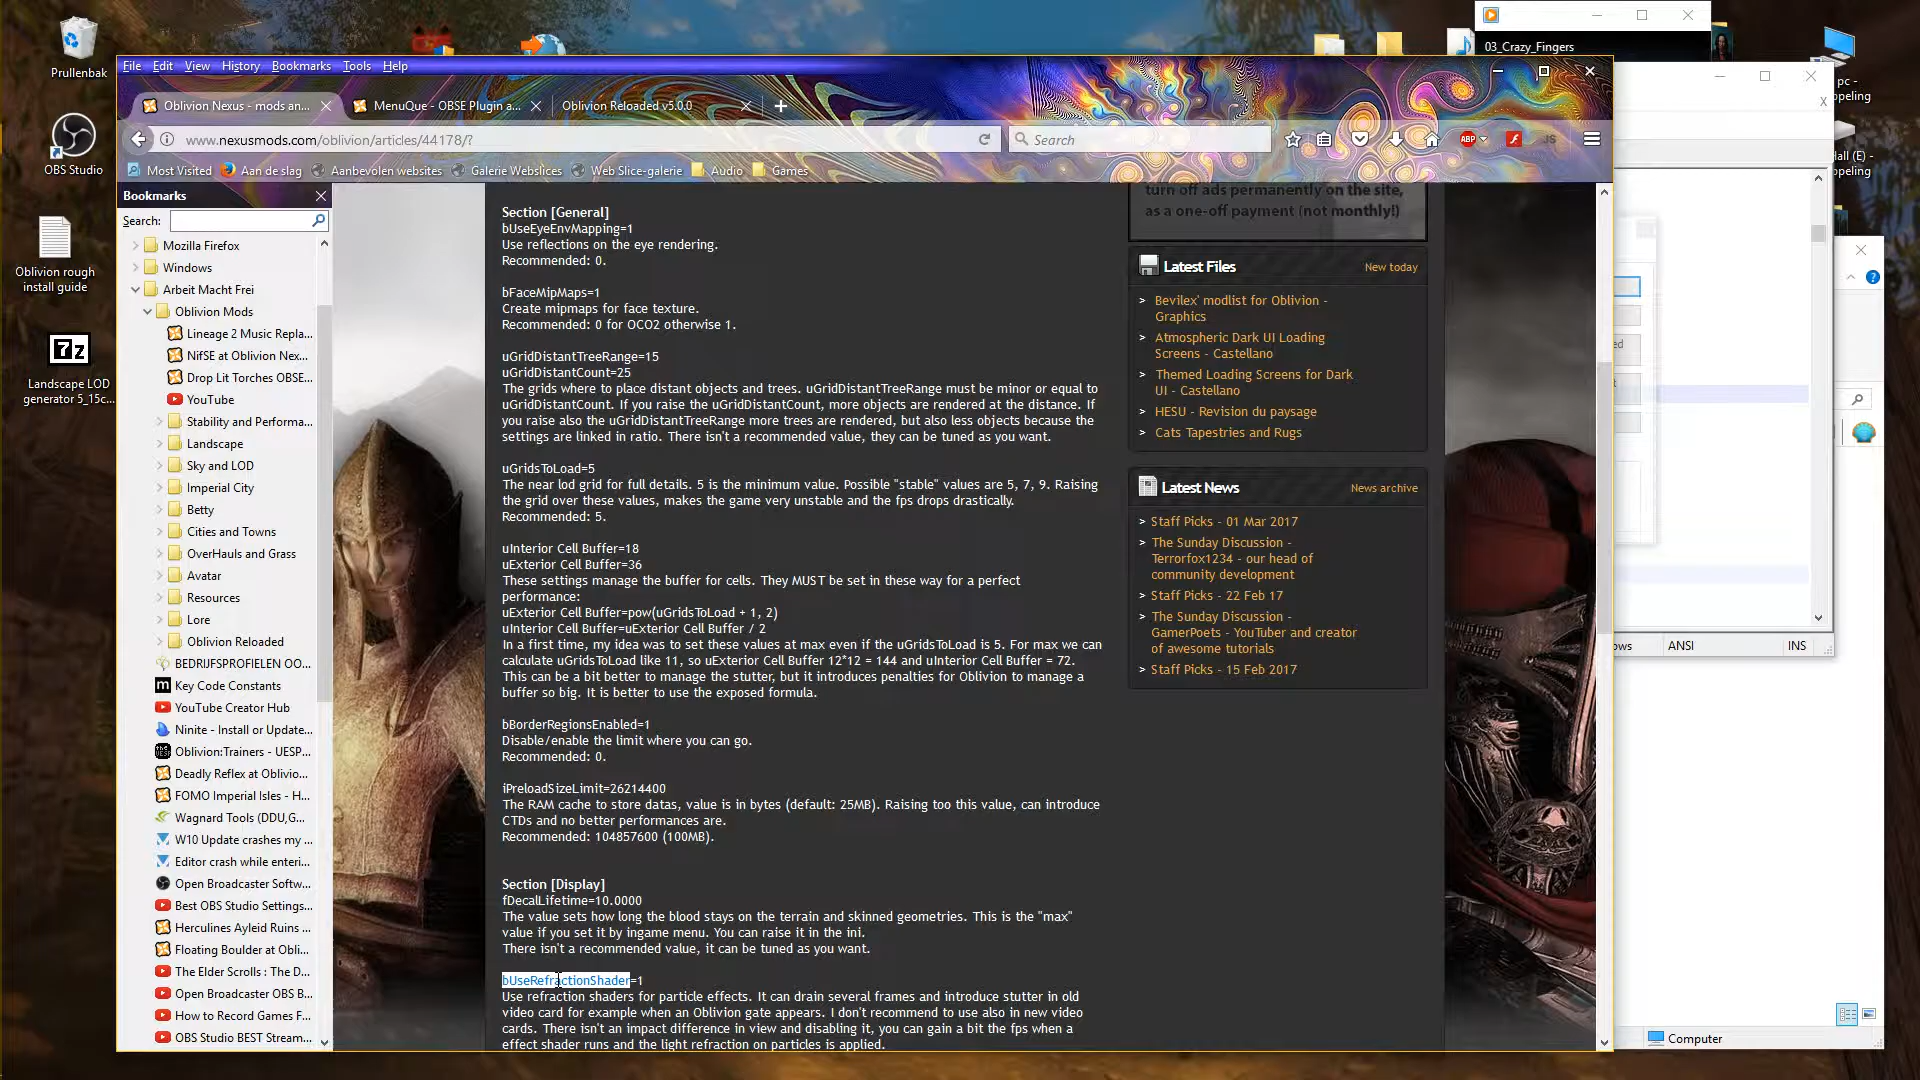 Prullenbak
OBS Studio
Oblivion rough
install guide
Landscape LOD
generator 5_15c...
03_Crazy_Fingers
File Edit View History Bookmarks Tools Help
Oblivion Nexus - mods an...
MenuQue - OBSE Plugin a...
Oblivion Reloaded v5.0.0
www.nexusmods.com/oblivion/articles/44178/?
Search
ABP
JS
Most Visited
Aan de slag
Aanbevolen websites
Galerie Webslices
Web Slice-galerie
Audio
Games
Bookmarks
Search:
Mozilla Firefox
Windows
Arbeit Macht Frei
Oblivion Mods
Lineage 2 Music Repla...
NifSE at Oblivion Nex...
Drop Lit Torches OBSE...
YouTube
Stability and Performa...
Landscape
Sky and LOD
Imperial City
Betty
Cities and Towns
OverHauls and Grass
Avatar
Resources
Lore
Oblivion Reloaded
BEDRIJFSPROFIELEN OO...
Key Code Constants
YouTube Creator Hub
Ninite - Install or Update...
Oblivion:Trainers - UESP...
Deadly Reflex at Oblivio...
FOMO Imperial Isles - H...
Wagnard Tools (DDU,G...
W10 Update crashes my ...
Editor crash while enteri...
Open Broadcaster Softw...
Best OBS Studio Settings...
Herculines Ayleid Ruins ...
Floating Boulder at Obli...
The Elder Scrolls : The D...
Open Broadcaster OBS B...
How to Record Games F...
OBS Studio BEST Stream...
Section [General]
bUseEyeEnvMapping=1
Use reflections on the eye rendering.
Recommended: 0.
bFaceMipMaps=1
Create mipmaps for face texture.
Recommended: 0 for OCO2 otherwise 1.
uGridDistantTreeRange=15
uGridDistantCount=25
The grids where to place distant objects and trees. uGridDistantTreeRange must be minor or equal to
uGridDistantCount. If you raise the uGridDistantCount, more objects are rendered at the distance. If
you raise also the uGridDistantTreeRange more trees are rendered, but also less objects because the
settings are linked in ratio. There isn't a recommended value, they can be tuned as you want.
uGridsToLoad=5
The near lod grid for full details. 5 is the minimum value. Possible "stable" values are 5, 7, 9. Raising
the grid over these values, makes the game very unstable and the fps drops drastically.
Recommended: 5.
uInterior Cell Buffer=18
uExterior Cell Buffer=36
These settings manage the buffer for cells. They MUST be set in these way for a perfect
performance:
uExterior Cell Buffer=pow(uGridsToLoad + 1, 2)
uInterior Cell Buffer=uExterior Cell Buffer / 2
In a first time, my idea was to set these values at max even if the uGridsToLoad is 5. For max we can
calculate uGridsToLoad like 11, so uExterior Cell Buffer 12*12 = 144 and uInterior Cell Buffer = 72.
This can be a bit better to manage the stutter, but it introduces penalties for Oblivion to manage a
buffer so big. It is better to use the exposed formula.
bBorderRegionsEnabled=1
Disable/enable the limit where you can go.
Recommended: 0.
iPreloadSizeLimit=26214400
The RAM cache to store datas, value is in bytes (default: 25MB). Raising too this value, can introduce
CTDs and no better performances are.
Recommended: 104857600 (100MB).
Section [Display]
fDecalLifetime=10.0000
The value sets how long the blood stays on the terrain and skinned geometries. This is the "max"
value if you set it by ingame menu. You can raise it in the ini.
There isn't a recommended value, it can be tuned as you want.
bUseRefractionShader=1
Use refraction shaders for particle effects. It can drain several frames and introduce stutter in old
video card for example when an Oblivion gate appears. I don't recommend to use also in new video
cards. There isn't an impact difference in view and disabling it, you can gain a bit the fps when a
effect shader runs and the light refraction on particles is applied.
turn off ads permanently on the site,
as a one-off payment (not monthly!)
Latest Files
New today
> Bevilex' modlist for Oblivion -
Graphics
> Atmospheric Dark UI Loading
Screens - Castellano
> Themed Loading Screens for Dark
UI - Castellano
> HESU - Revision du paysage
> Cats Tapestries and Rugs
Latest News
News archive
> Staff Picks - 01 Mar 2017
> The Sunday Discussion -
Terrorfox1234 - our head of
community development
> Staff Picks - 22 Feb 17
> The Sunday Discussion -
GamerPoets - YouTuber and creator
of awesome tutorials
> Staff Picks - 15 Feb 2017
pc -
ppeling
Hall (E) -
ppeling
ows
ANSI
INS
Computer